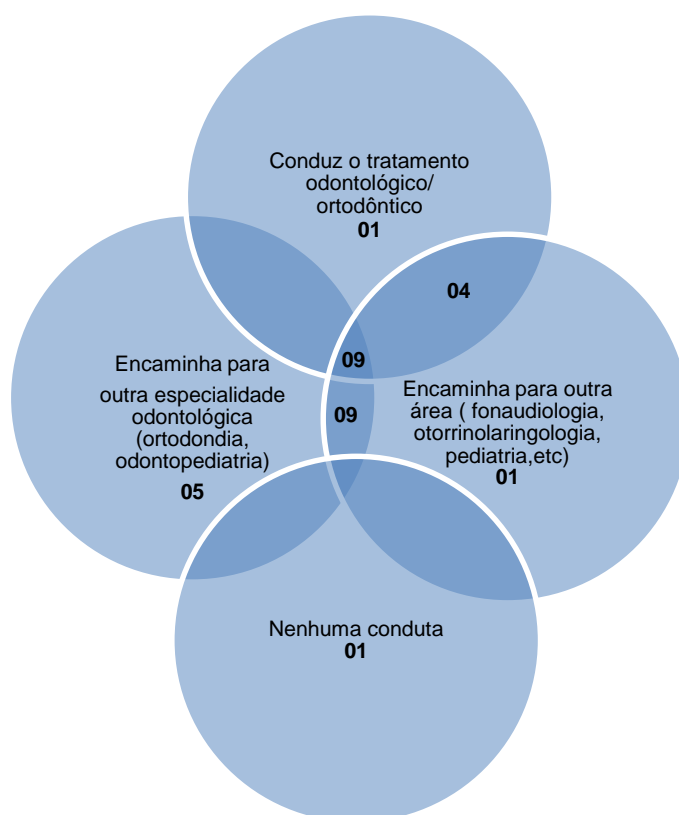 Conduz o tratamento
odontológico/
ortodôntico
01
04
09
Encaminha para
outra especialidade
odontológica
(ortodondia,
odontopediatria)
05
09
Encaminha para outra
área ( fonaudiologia,
otorrinolaringologia,
pediatria,etc)
01
Nenhuma conduta
01